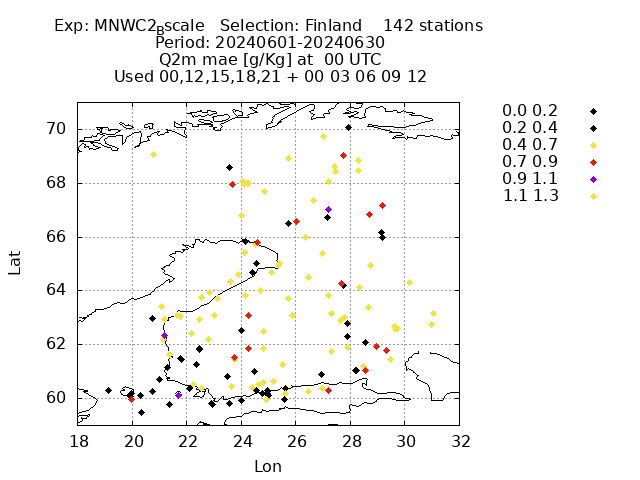 Exp: MNWC2_Bscale Selection: Finland 142 stations
Period: 20240601-20240630
Q2m mae [g/Kg] at 00 UTC
Used 00,12,15,18,21 + 00 03 06 09 12
0.0 0.2
0.2 0.4
0.4 0.7
0.7 0.9
0.9 1.1
1.1 1.3
Lat
70
68
66
64
62
60
18 20 22 24 26 28 30 32
Lon